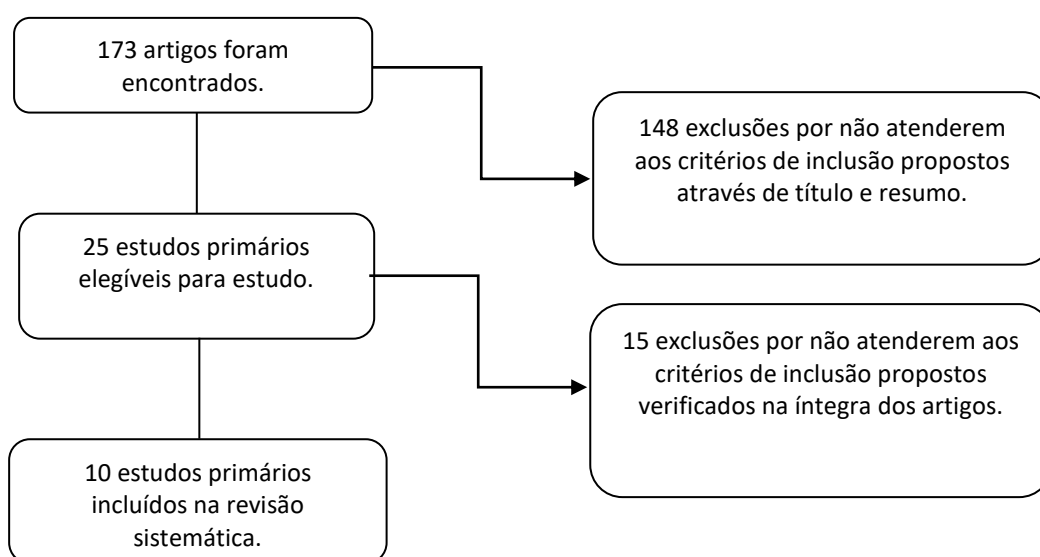 173 artigos foram
encontrados.
148 exclusões por não atenderem
aos critérios de inclusão propostos
através de título e resumo.
25 estudos primários
elegíveis para estudo.
15 exclusões por não atenderem aos
critérios de inclusão propostos
verificados na íntegra dos artigos.
10 estudos primários
incluídos na revisão
sistemática.